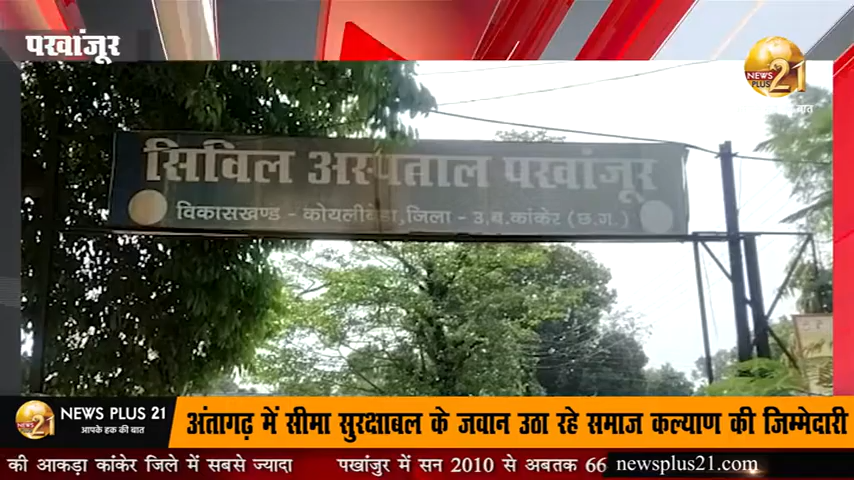 पखांजूर
NEWS PLUS 21
सिविल अस्पताल पखांजूर
विकासखण्ड - कोयलीबेडा, जिला - उ.ब.कांकेर (छ.ग.)
NEWS PLUS 21
आपके हक की बात
अंतागढ़ में सीमा सुरक्षाबल के जवान उठा रहे समाज कल्याण की जिम्मेदारी
की आकड़ा कांकेर जिले में सबसे ज्यादा पखांजुर में सन 2010 से अबतक 66
newsplus21.com